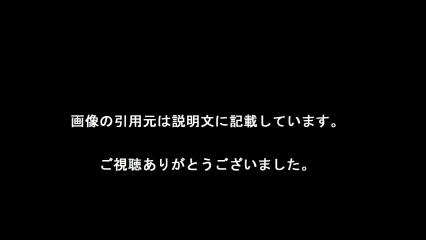 画像の引用元は説明文に記載しています。
ご視聴ありがとうございました。